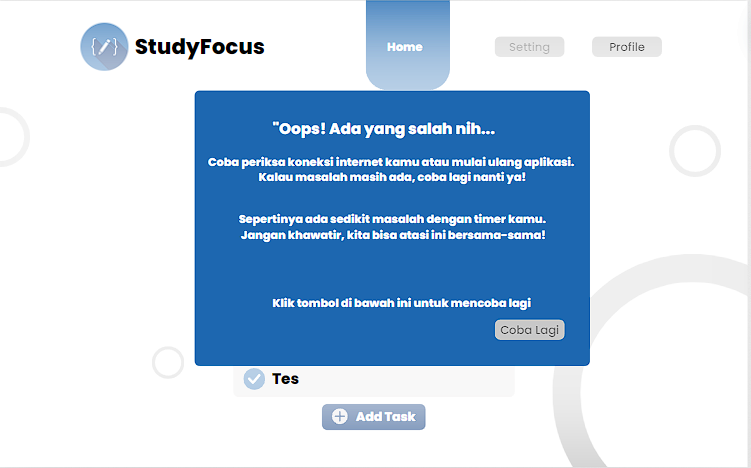 StudyFocus
Home
Setting
Profile
"Oops! Ada yang salah nih...
Coba periksa koneksi internet kamu atau mulai ulang aplikasi.
Kalau masalah masih ada, coba lagi nanti ya!
Sepertinya ada sedikit masalah dengan timer kamu.
Jangan khawatir, kita bisa atasi ini bersama-sama!
Klik tombol di bawah ini untuk mencoba lagi
Coba Lagi
Tes
Add Task